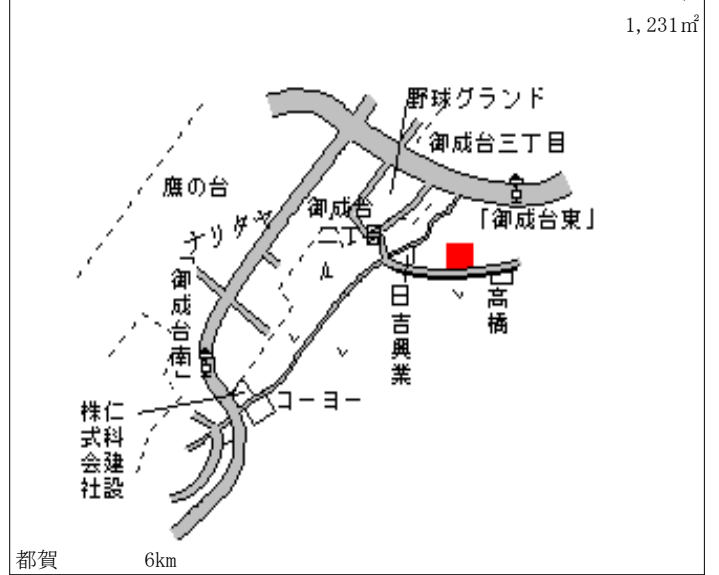 1,231㎡
野球グランド
御成台三丁目
鷹の台
御成台
二丁目
ナリタヤ
「御成台東」
「御成台南」
日吉興業
高橋
コーヨー
株式会社
仁科建設
都賀 6km